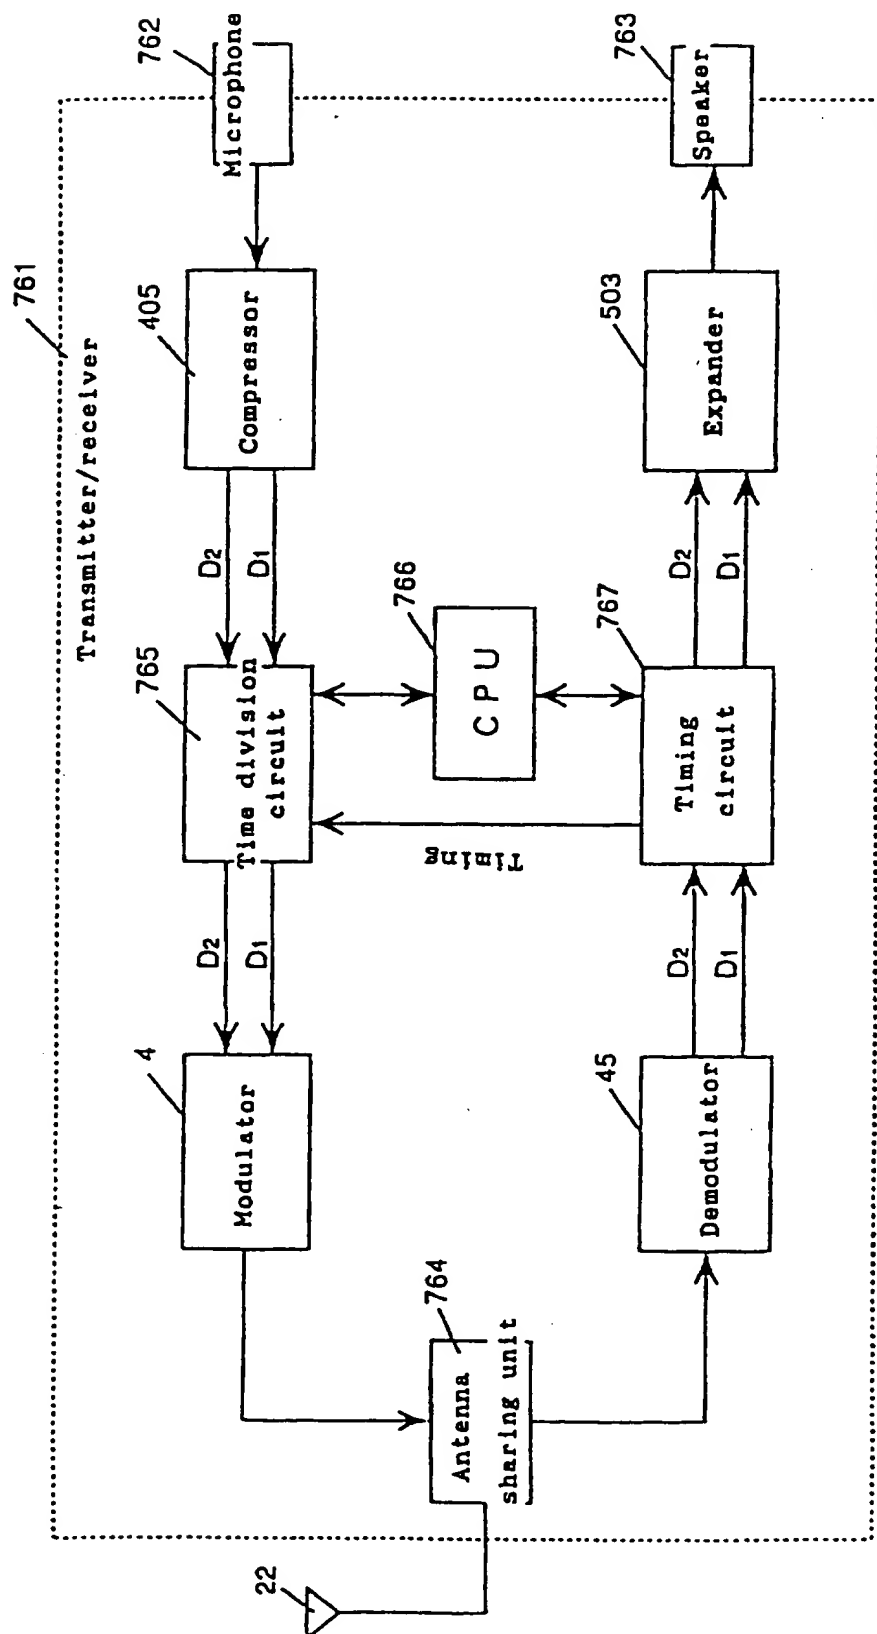 761
Transmitter/receiver
22
764
Antenna
sharing unit
4
Modulator
D2
D1
765
Time division
circuit
D2
D1
405
Compressor
762
Microphone
Timing
766
CPU
45
Demodulator
D2
D1
767
Timing
circuit
D2
D1
503
Expander
763
Speaker